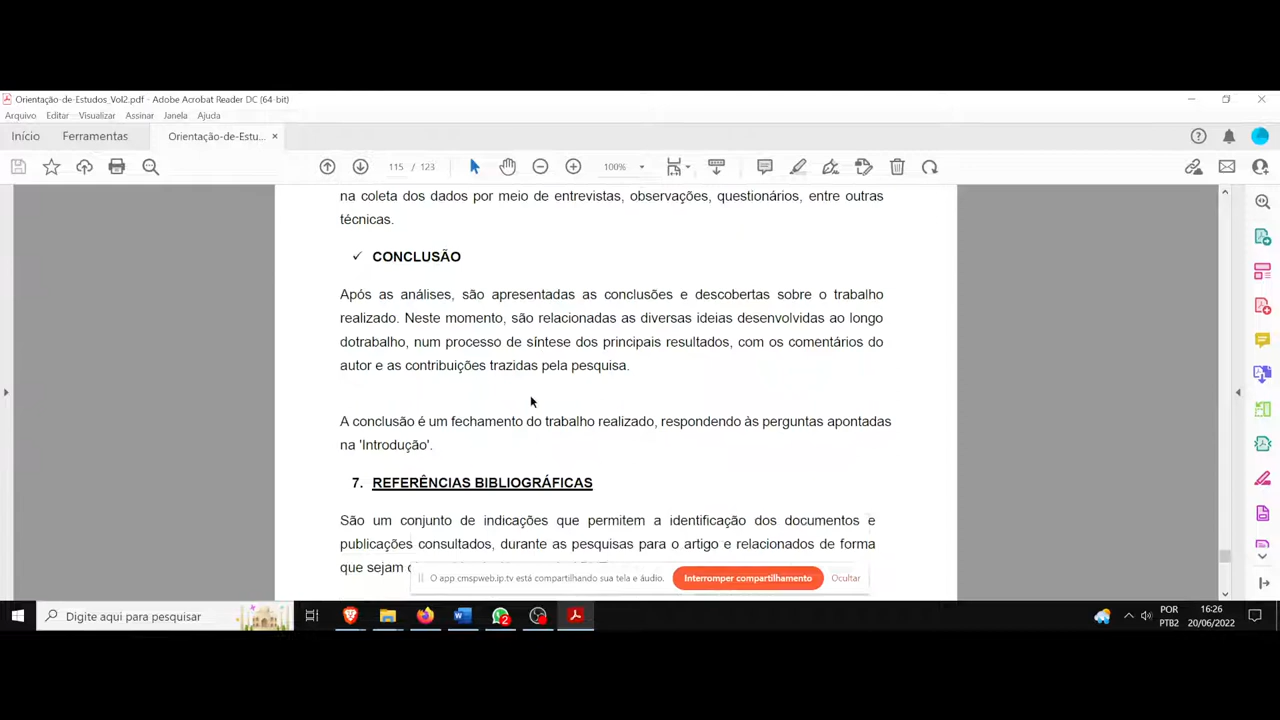 Orientação-de-Estudos_Vol2.pdf - Adobe Acrobat Reader DC (64-bit)
Arquivo Editar Visualizar Assinar Janela Ajuda
Início Ferramentas Orientação-de-Estu... ×
115 / 123 100%
na coleta dos dados por meio de entrevistas, observações, questionários, entre outras
técnicas.
✓ CONCLUSÃO
Após as análises, são apresentadas as conclusões e descobertas sobre o trabalho
realizado. Neste momento, são relacionadas as diversas ideias desenvolvidas ao longo
dotrabalho, num processo de síntese dos principais resultados, com os comentários do
autor e as contribuições trazidas pela pesquisa.
A conclusão é um fechamento do trabalho realizado, respondendo às perguntas apontadas
na 'Introdução'.
7. REFERÊNCIAS BIBLIOGRÁFICAS
São um conjunto de indicações que permitem a identificação dos documentos e
publicações consultados, durante as pesquisas para o artigo e relacionados de forma
que sejam
O app cmspweb.ip.tv está compartilhando sua tela e áudio. Interromper compartilhamento Ocultar
Digite aqui para pesquisar
2
POR
PTB2
16:26
20/06/2022